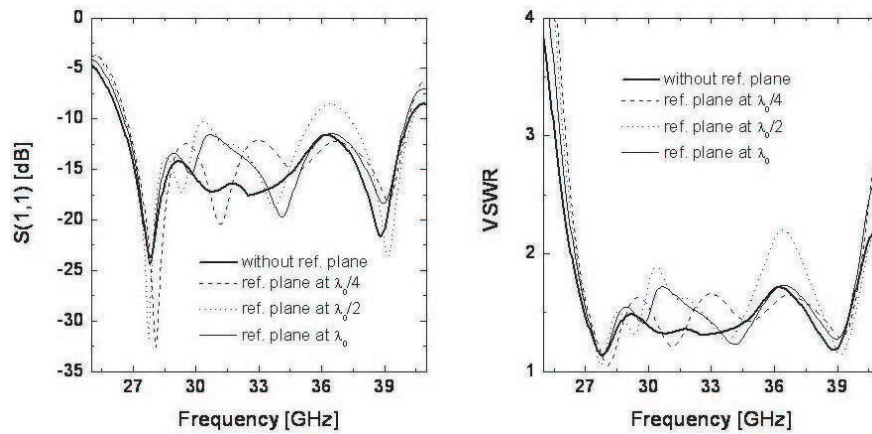 0
-5
-10
-15
-20
-25
-30
-35
S(1,1) [dB]
without ref. plane
ref. plane at λ₀/4
ref. plane at λ₀/2
ref. plane at λ₀
27 30 33 36 39
Frequency [GHz]
4
3
2
1
VSWR
without ref. plane
ref. plane at λ₀/4
ref. plane at λ₀/2
ref. plane at λ₀
27 30 33 36 39
Frequency [GHz]